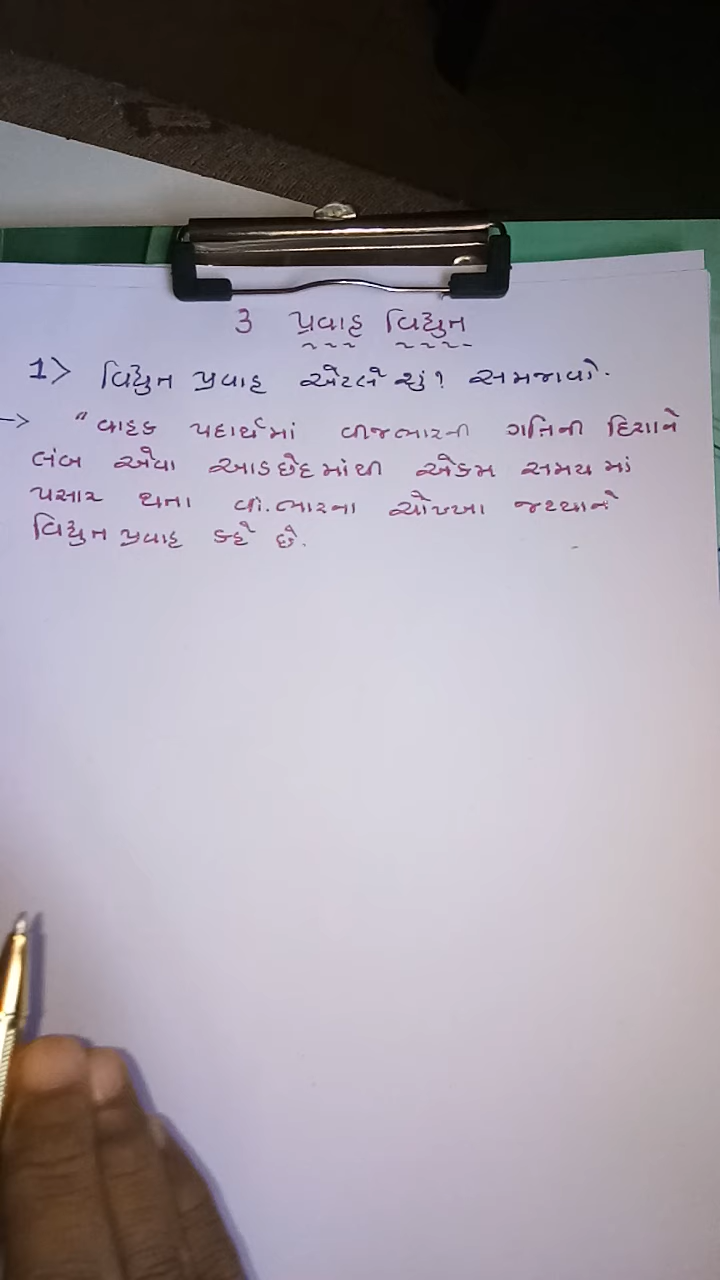 3 પ્રવાહ વિદ્યુત
1> વિદ્યુત પ્રવાહ એટલે શું? સમજાવો.
-> " વાહક પદાર્થમાં વીજભારની ગતિની દિશાને
લંબ એવા આડછેદમાંથી એકમ સમય માં
પસાર થતા વી.ભારના ચોખ્ખા જથ્થાને
વિદ્યુત પ્રવાહ કહે છે.